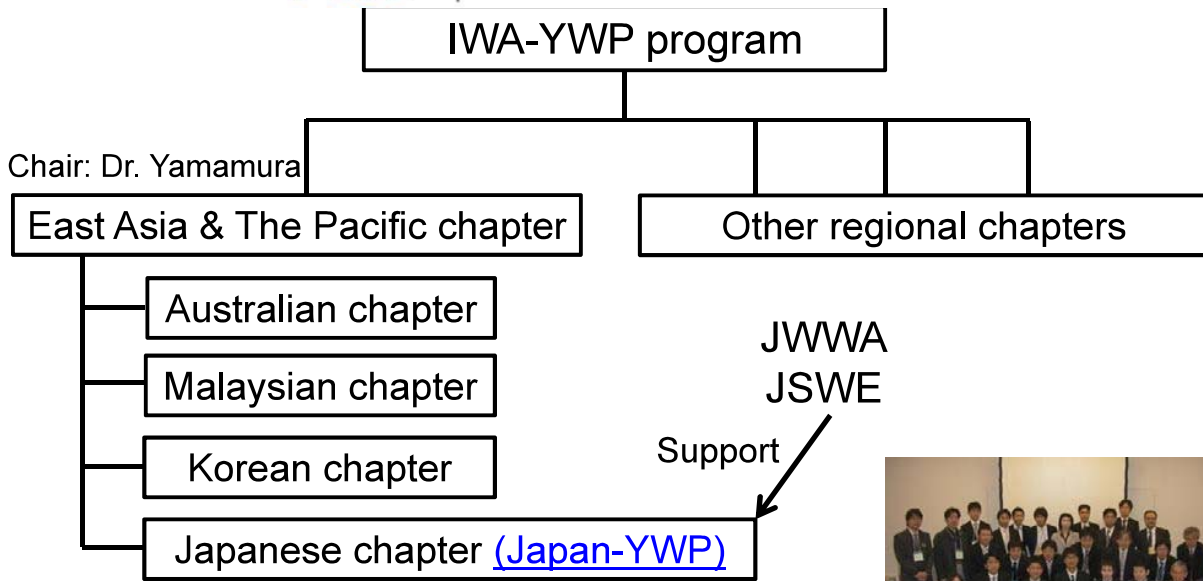 IWA-YWP program
Chair: Dr. Yamamura
East Asia & The Pacific chapter
Other regional chapters
Australian chapter
Malaysian chapter
Korean chapter
Japanese chapter (Japan-YWP)
JWWA
JSWE
Support